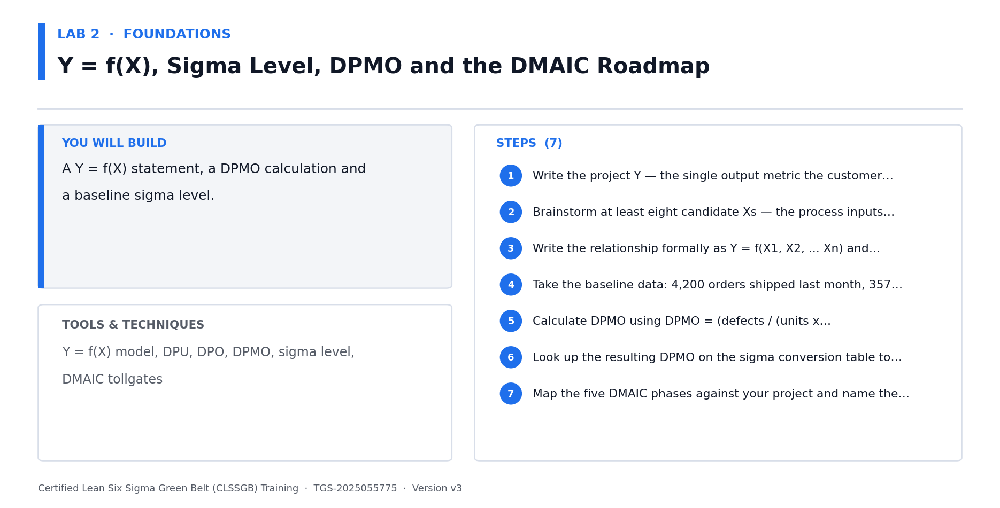 LAB 2 · FOUNDATIONS
Y = f(X), Sigma Level, DPMO and the DMAIC Roadmap
YOU WILL BUILD
A Y = f(X) statement, a DPMO calculation and
a baseline sigma level.
TOOLS & TECHNIQUES
Y = f(X) model, DPU, DPO, DPMO, sigma level,
DMAIC tollgates
STEPS (7)
1 Write the project Y — the single output metric the customer…
2 Brainstorm at least eight candidate Xs — the process inputs…
3 Write the relationship formally as Y = f(X1, X2, ... Xn) and…
4 Take the baseline data: 4,200 orders shipped last month, 357…
5 Calculate DPMO using DPMO = (defects / (units x…
6 Look up the resulting DPMO on the sigma conversion table to…
7 Map the five DMAIC phases against your project and name the…
Certified Lean Six Sigma Green Belt (CLSSGB) Training · TGS-2025055775 · Version v3